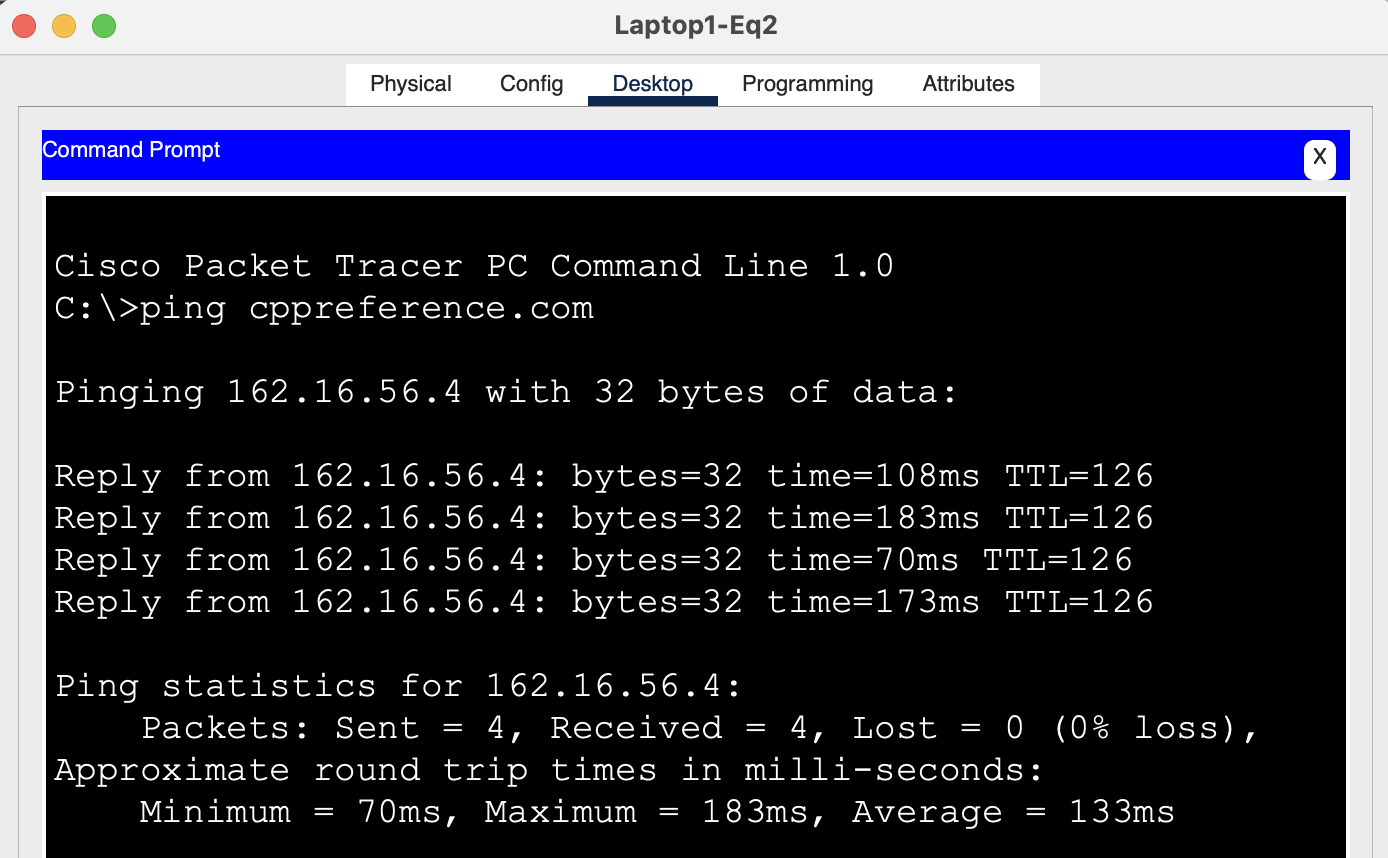 Laptop1-Eq2
Physical Config Desktop Programming Attributes
Command Prompt X
Cisco Packet Tracer PC Command Line 1.0
C:\>ping cppreference.com
Pinging 162.16.56.4 with 32 bytes of data:
Reply from 162.16.56.4: bytes=32 time=108ms TTL=126
Reply from 162.16.56.4: bytes=32 time=183ms TTL=126
Reply from 162.16.56.4: bytes=32 time=70ms TTL=126
Reply from 162.16.56.4: bytes=32 time=173ms TTL=126
Ping statistics for 162.16.56.4:
    Packets: Sent = 4, Received = 4, Lost = 0 (0% loss),
Approximate round trip times in milli-seconds:
    Minimum = 70ms, Maximum = 183ms, Average = 133ms